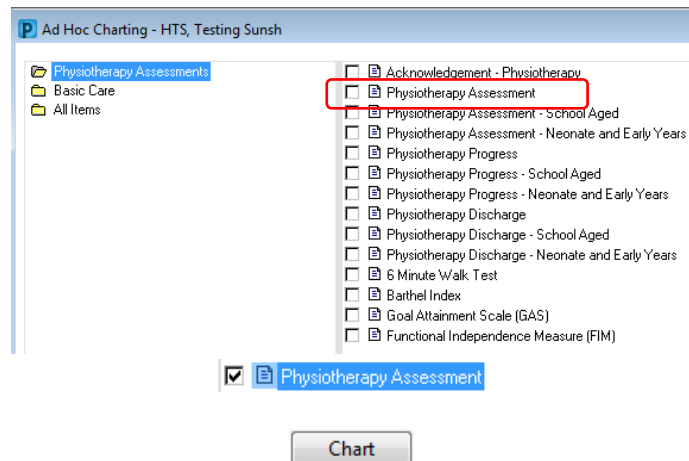 Ad Hoc Charting - HTS, Testing Sunsh
Physiotherapy Assessments
Basic Care
All Items
Acknowledgement - Physiotherapy
Physiotherapy Assessment
Physiotherapy Assessment - School Aged
Physiotherapy Assessment - Neonate and Early Years
Physiotherapy Progress
Physiotherapy Progress - School Aged
Physiotherapy Progress - Neonate and Early Years
Physiotherapy Discharge
Physiotherapy Discharge - School Aged
Physiotherapy Discharge - Neonate and Early Years
6 Minute Walk Test
Barthel Index
Goal Attainment Scale (GAS)
Functional Independence Measure (FIM)
Physiotherapy Assessment
Chart